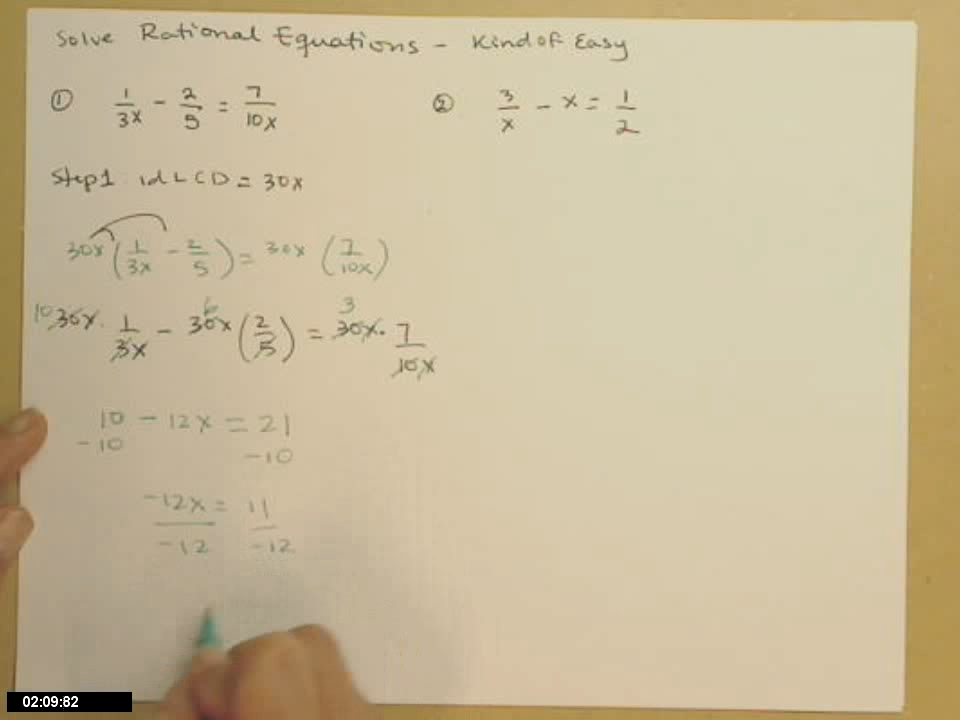 Solve Rational Equations - Kind of Easy
① 1/3x - 2/5 = 7/10x
② 3/x - x = 1/2
Step 1 id LCD = 30x
30x (1/3x - 2/5) = 30x (7/10x)
10 6 3
30x · 1/3x - 30x (2/5) = 30x · 7/10x
10 - 12x = 21
-10 -10
-12x = 11
-12 -12
02:09:82